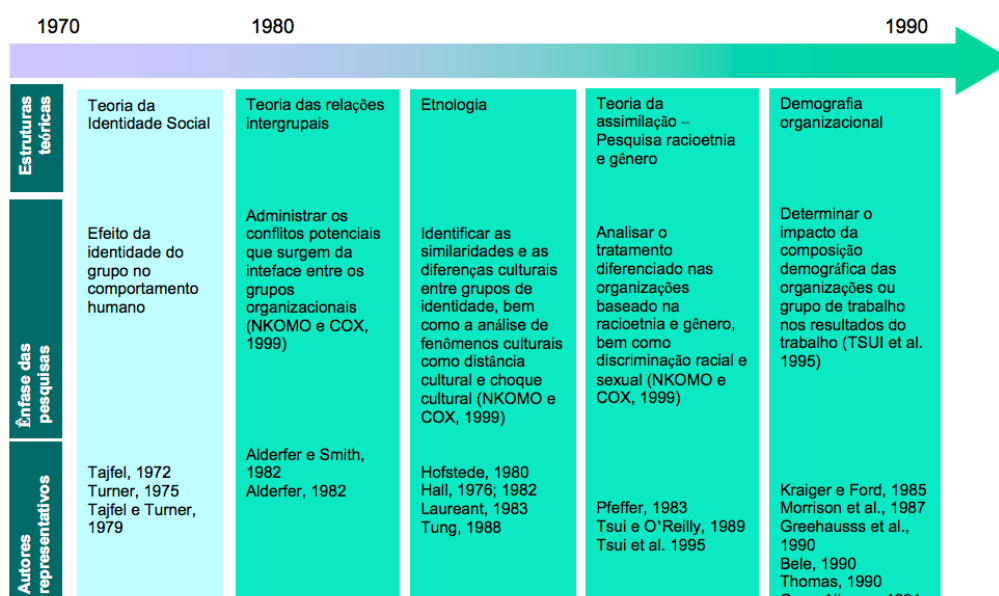 1970
1980
1990
Estruturas
teóricas
Teoria da
Identidade Social
Teoria das relações
intergrupais
Etnologia
Teoria da
assimilação –
Pesquisa racioetnia
e gênero
Demografia
organizacional
Ênfase das
pesquisas
Efeito da
identidade do
grupo no
comportamento
humano
Administrar os
conflitos potenciais
que surgem da
inteface entre os
grupos
organizacionais
(NKOMO e COX,
1999)
Identificar as
similaridades e as
diferenças culturais
entre grupos de
identidade, bem
como a análise de
fenômenos culturais
como distância
cultural e choque
cultural (NKOMO e
COX, 1999)
Analisar o
tratamento
diferenciado nas
organizações
baseado na
racioetnia e gênero,
bem como
discriminação racial e
sexual (NKOMO e
COX, 1999)
Determinar o
impacto da
composição
demográfica das
organizações ou
grupo de trabalho
nos resultados do
trabalho (TSUI et al.
1995)
Autores
representativos
Tajfel, 1972
Turner, 1975
Tajfel e Turner,
1979
Alderfer e Smith,
1982
Alderfer, 1982
Hofstede, 1980
Hall, 1976; 1982
Laureant, 1983
Tung, 1988
Pfeffer, 1983
Tsui e O'Reilly, 1989
Tsui et al. 1995
Kraiger e Ford, 1985
Morrison et al., 1987
Greehausss et al.,
1990
Bele, 1990
Thomas, 1990